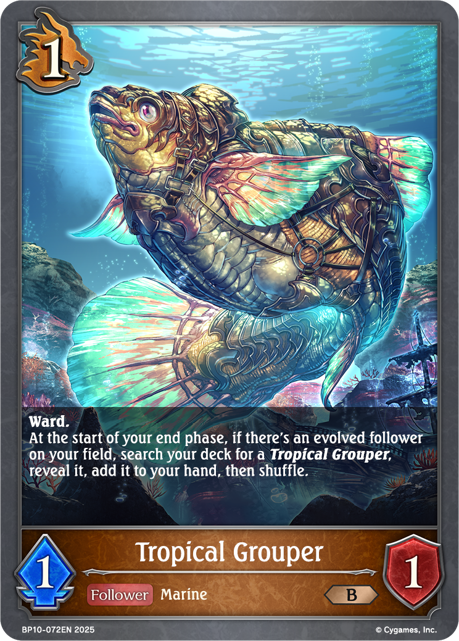 1
Ward.
At the start of your end phase, if there's an evolved follower
on your field, search your deck for a Tropical Grouper,
reveal it, add it to your hand, then shuffle.
Tropical Grouper
1
Follower Marine
B
1
BP10-072EN 2025
© Cygames, Inc.